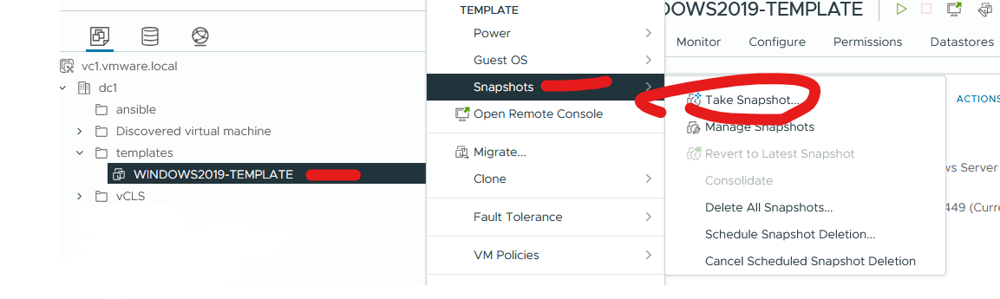 vc1.vmware.local
dc1
ansible
Discovered virtual machine
templates
WINDOWS2019-TEMPLATE
vCLS
TEMPLATE
Power
Guest OS
Snapshots
Open Remote Console
Migrate...
Clone
Fault Tolerance
VM Policies
DOWS2019-TEMPLATE
Monitor Configure Permissions Datastores
Take Snapshot...
Manage Snapshots
Revert to Latest Snapshot
Consolidate
Delete All Snapshots...
Schedule Snapshot Deletion...
Cancel Scheduled Snapshot Deletion
ACTIONS
ws Server
449 (Curre